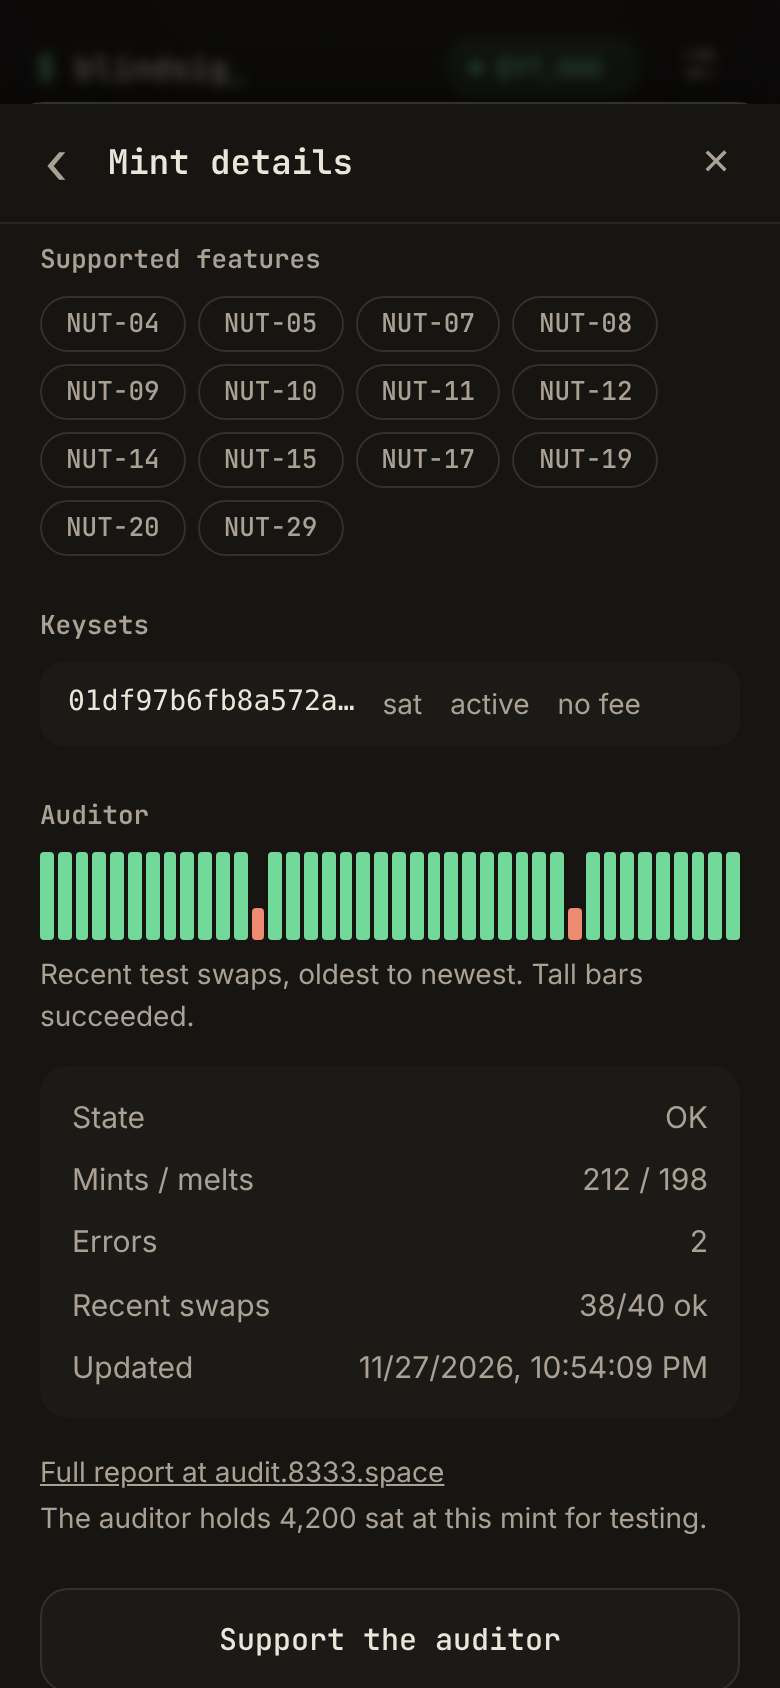 blindsig_
Mint details
Supported features
NUT-04 NUT-05 NUT-07 NUT-08
NUT-09 NUT-10 NUT-11 NUT-12
NUT-14 NUT-15 NUT-17 NUT-19
NUT-20 NUT-29
Keysets
01df97b6fb8a572a… sat active no fee
Auditor
Recent test swaps, oldest to newest. Tall bars
succeeded.
State OK
Mints / melts 212 / 198
Errors 2
Recent swaps 38/40 ok
Updated 11/27/2026, 10:54:09 PM
Full report at audit.8333.space
The auditor holds 4,200 sat at this mint for testing.
Support the auditor